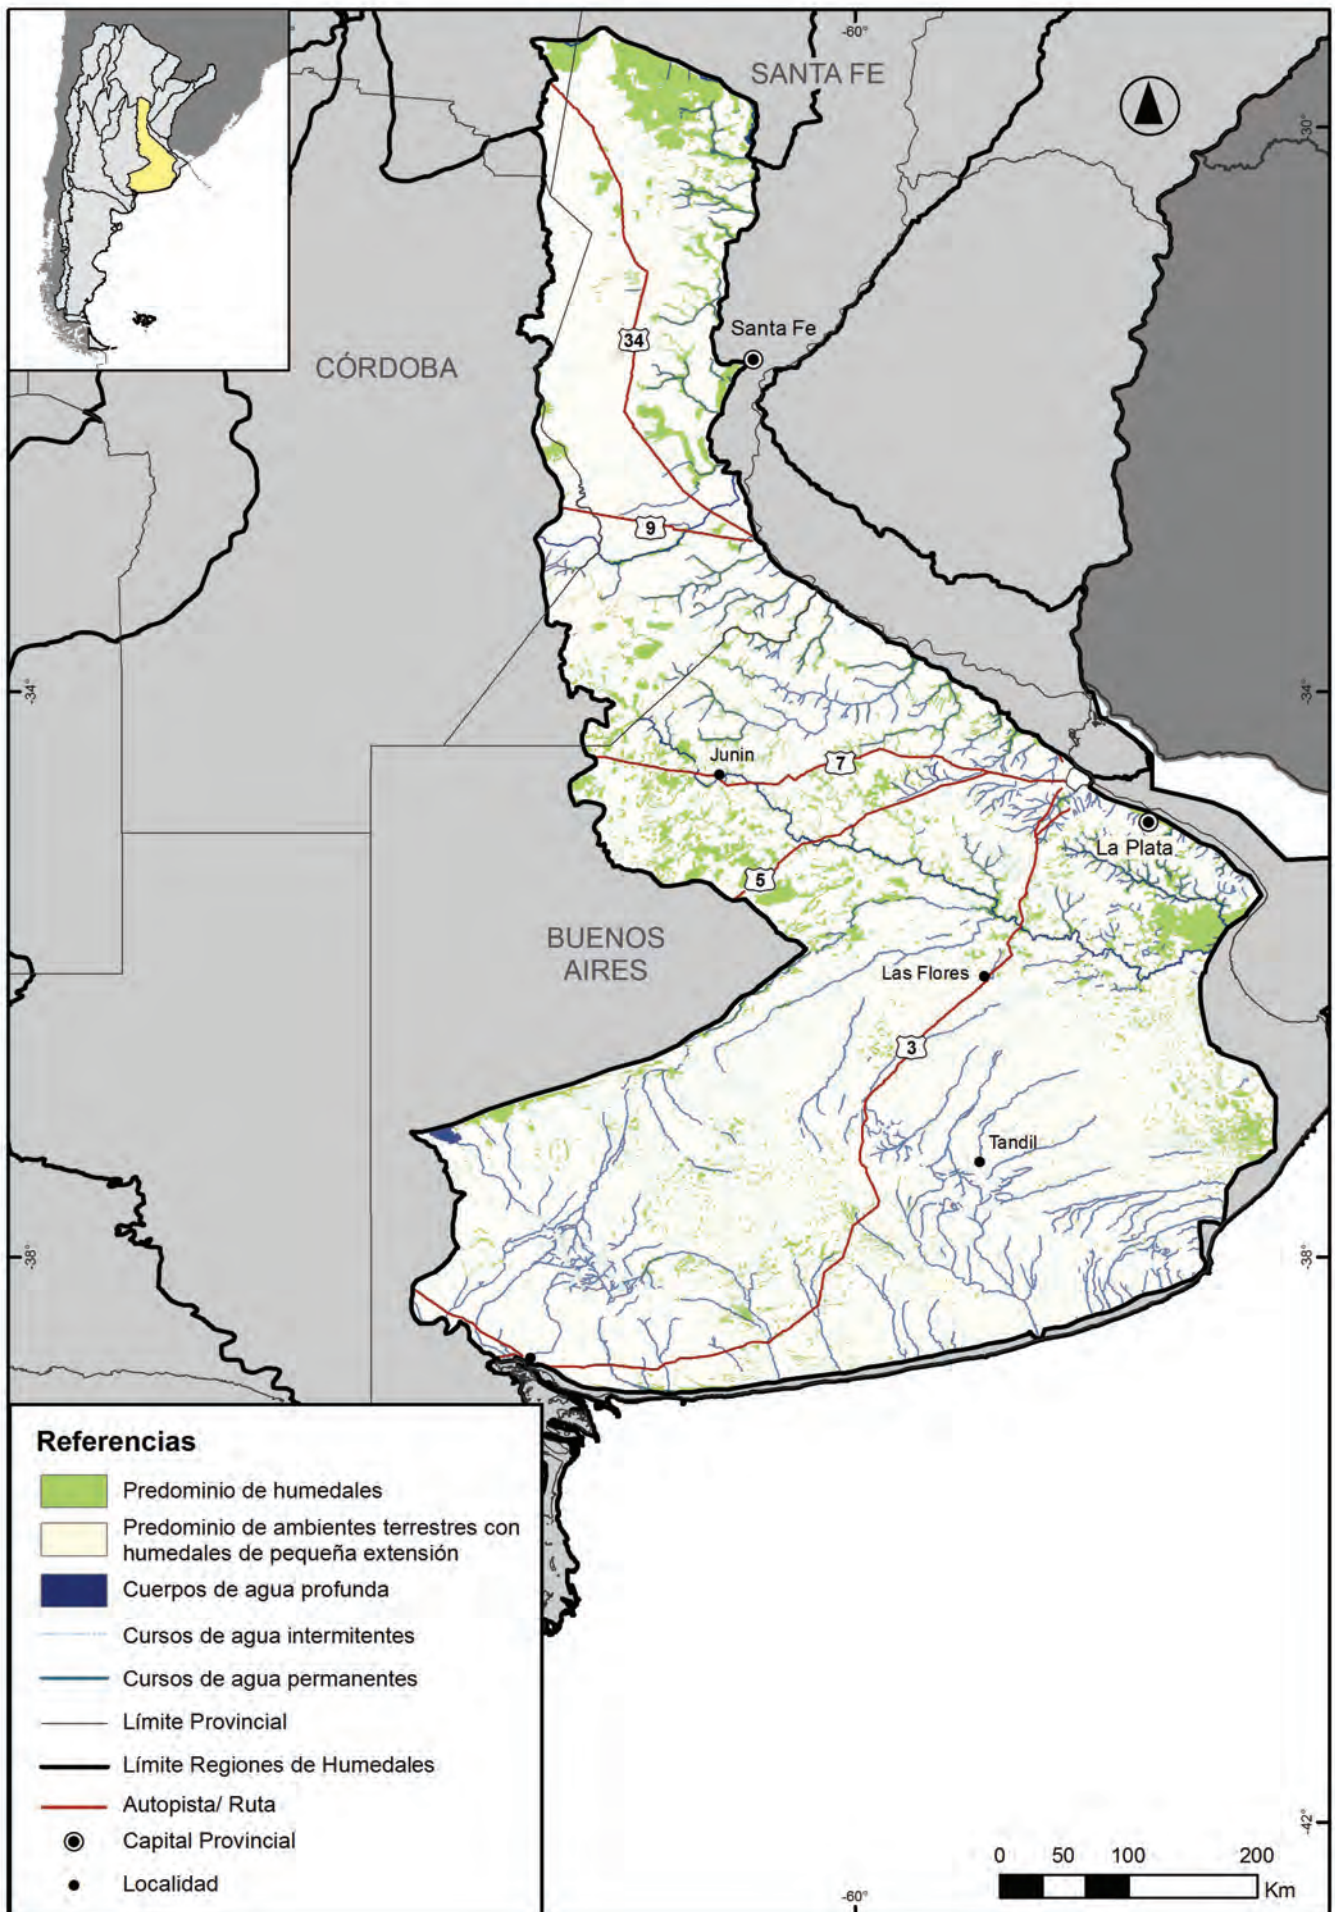 -60°
SANTA FE
-30°
-30°
Santa Fe
34
CÓRDOBA
9
-34°
-34°
Junin
7
La Plata
5
BUENOS
AIRES
Las Flores
3
Tandil
-38°
-38°
Referencias
Predominio de humedales
Predominio de ambientes terrestres con
humedales de pequeña extensión
Cuerpos de agua profunda
Cursos de agua intermitentes
Cursos de agua permanentes
Límite Provincial
Límite Regiones de Humedales
Autopista/ Ruta
Capital Provincial
Localidad
-42°
0 50 100 200
Km
-60°